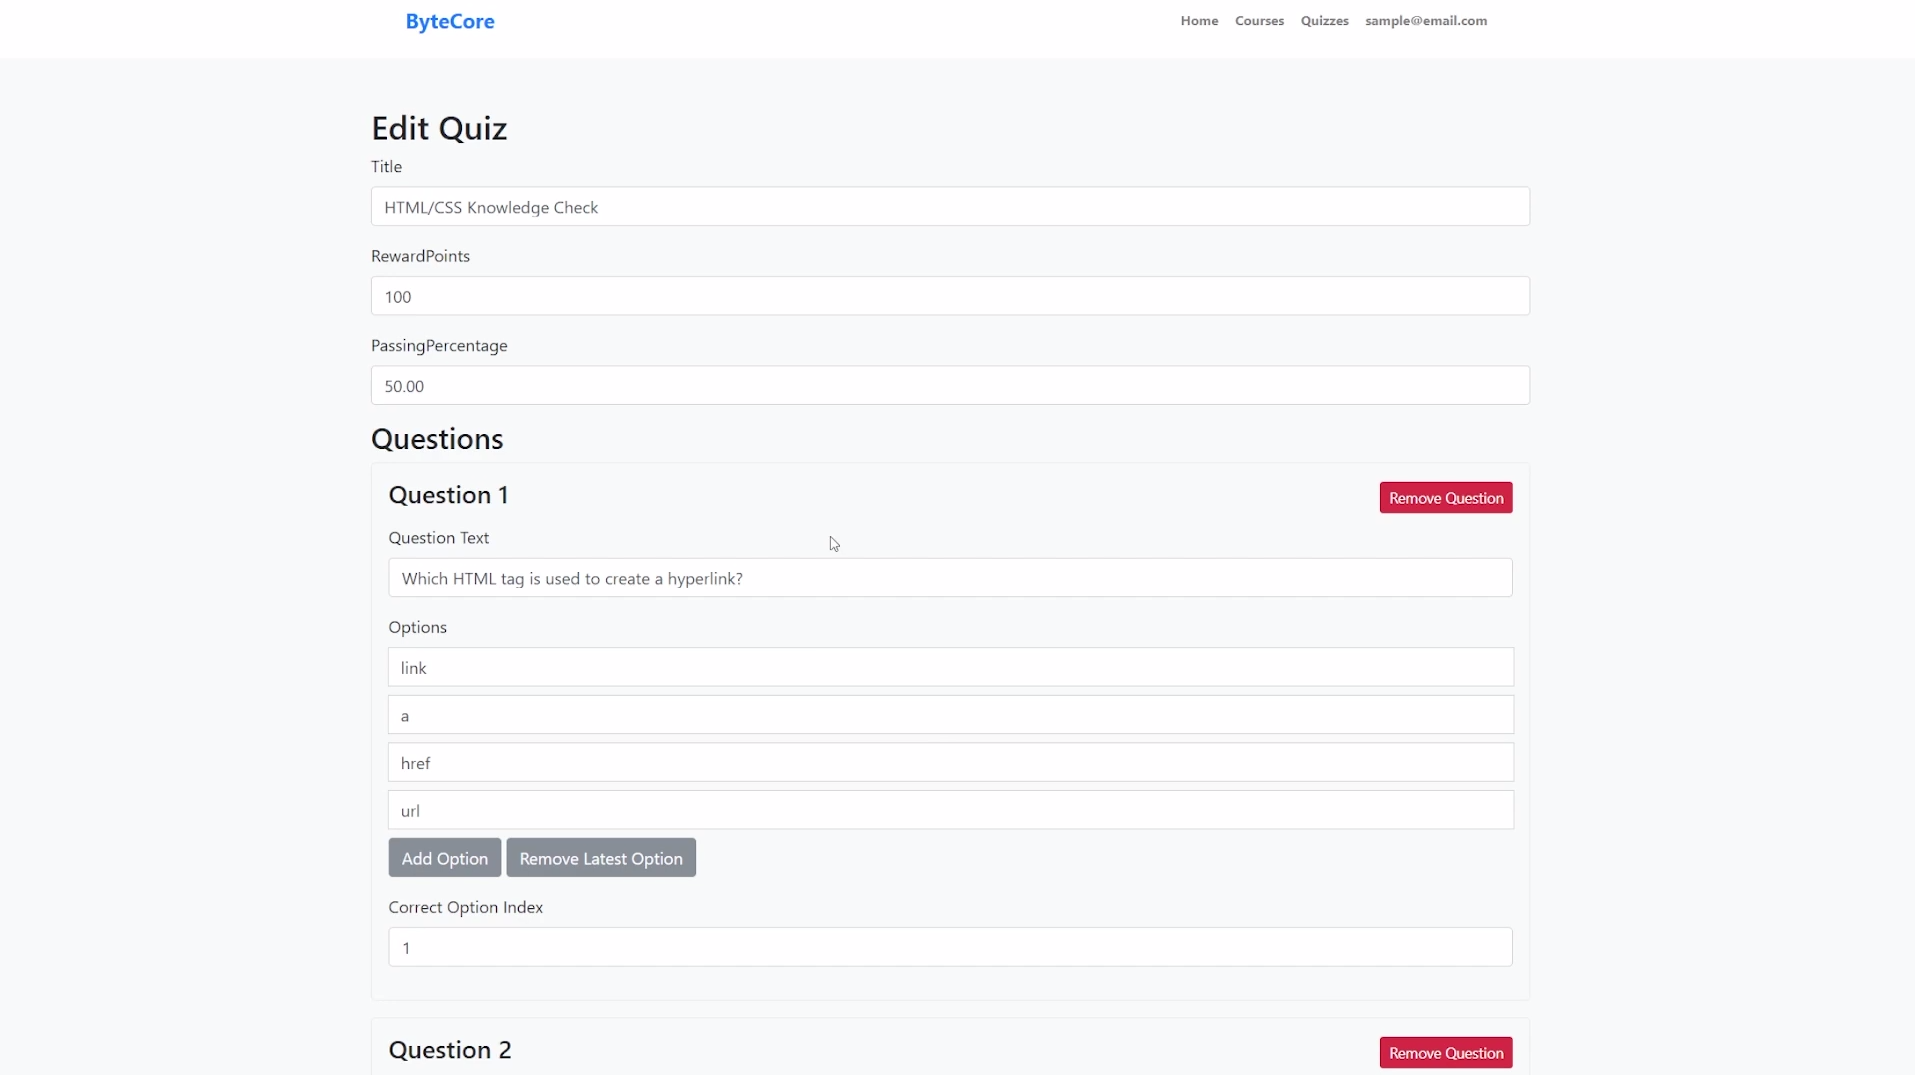 ByteCore
Home Courses Quizzes sample@email.com
Edit Quiz
Title
HTML/CSS Knowledge Check
RewardPoints
100
PassingPercentage
50.00
Questions
Question 1
Remove Question
Question Text
Which HTML tag is used to create a hyperlink?
Options
link
a
href
url
Add Option Remove Latest Option
Correct Option Index
1
Question 2
Remove Question